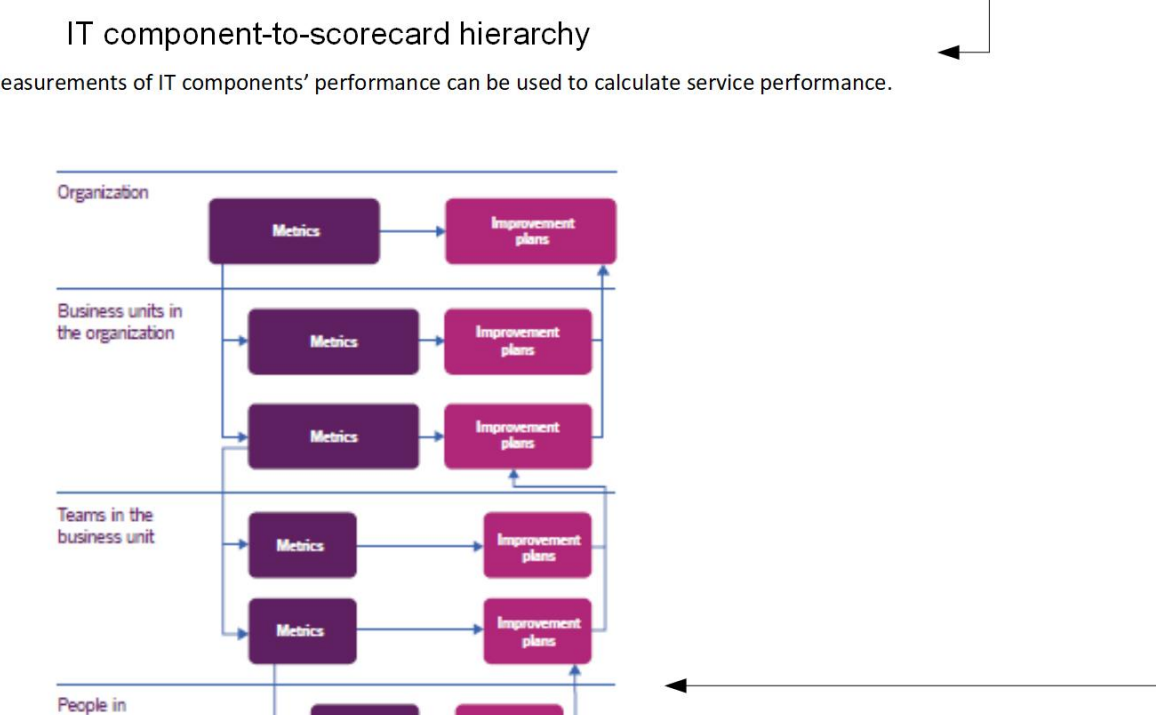 IT component-to-scorecard hierarchy
easurements of IT components’ performance can be used to calculate service performance.
Organization
Metrics
Improvement
plans
Business units in
the organization
Metrics
Improvement
plans
Metrics
Improvement
plans
Teams in the
business unit
Metrics
Improvement
plans
Metrics
Improvement
plans
People in